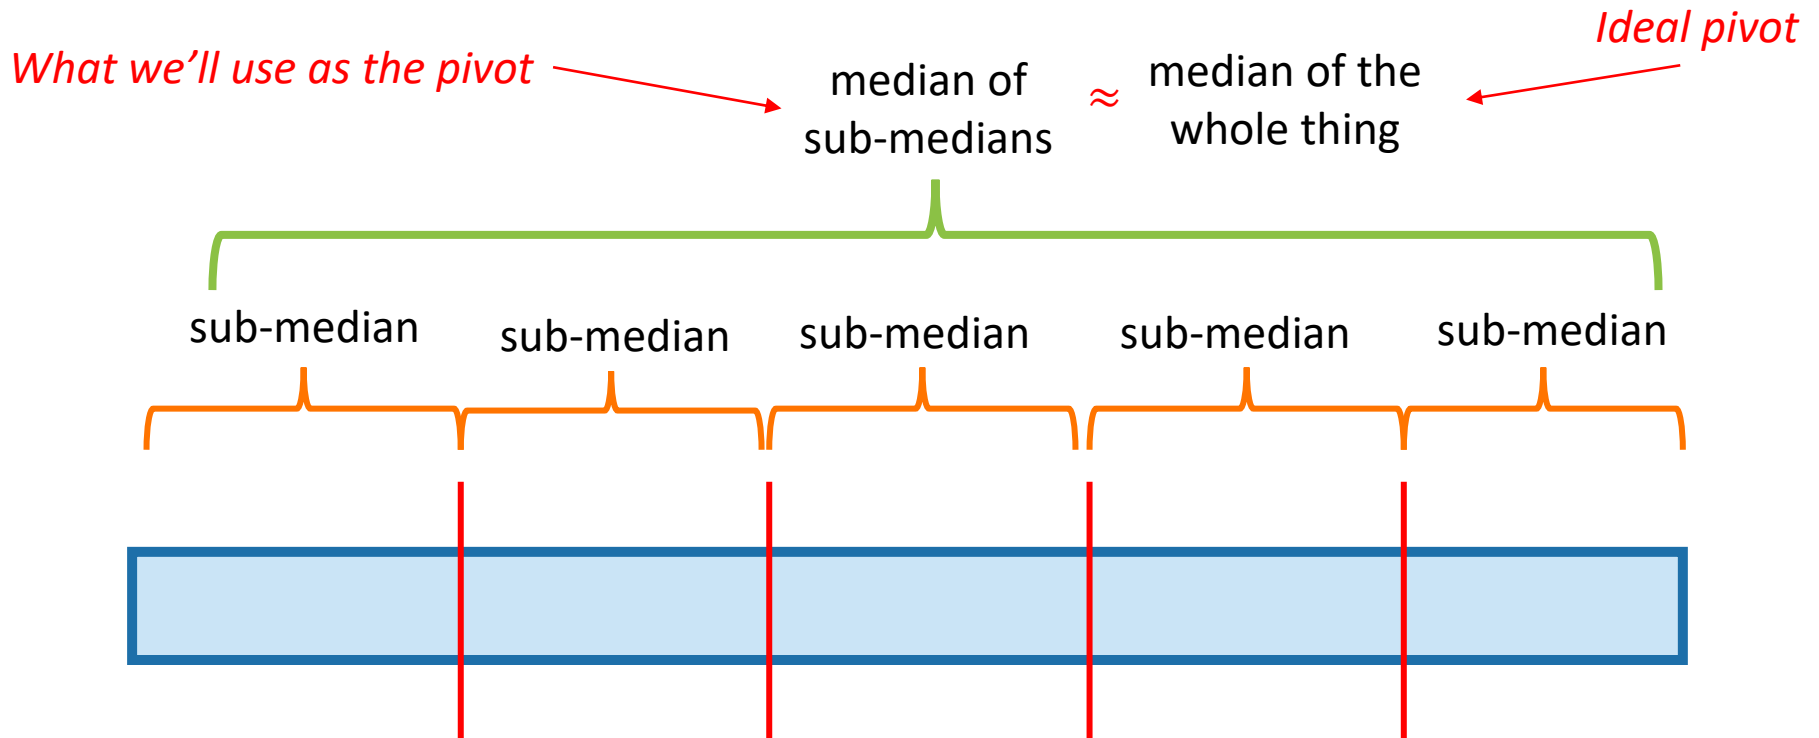 Ideal pivot
What we’ll use as the pivot
median of
sub-medians
≈
median of the
whole thing
sub-median
sub-median
sub-median
sub-median
sub-median